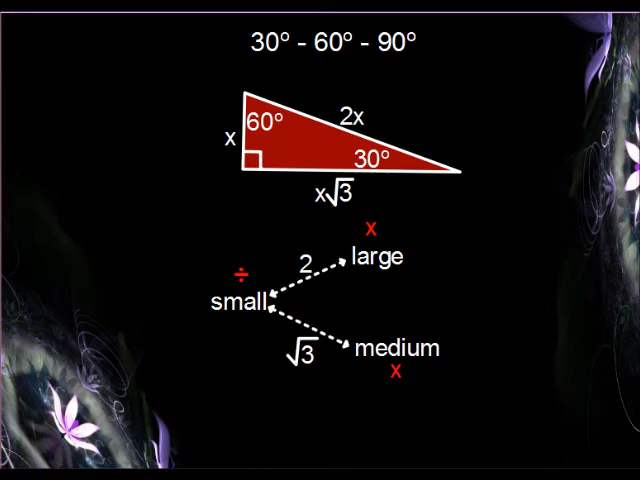 30° - 60° - 90°
60°
2x
x
30°
x√3
x
2
large
÷
small
√3
medium
x